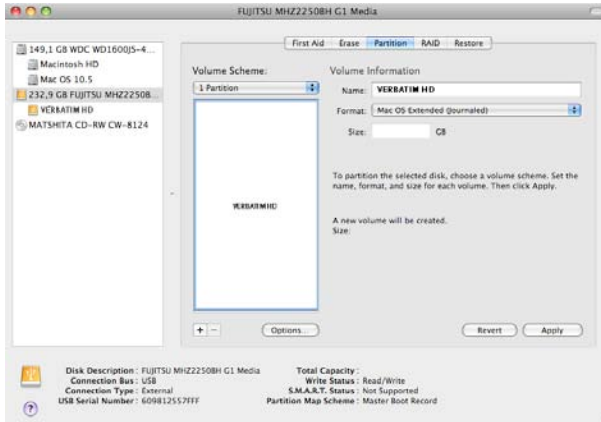 FUJITSU MHZ2250BH G1 Media
149,1 GB WDC WD1600JS-4...
Macintosh HD
Mac OS 10.5
232,9 GB FUJITSU MHZ2250B...
VERBATIM HD
MATSHITA CD-RW CW-8124
First Aid Erase Partition RAID Restore
Volume Scheme:
1 Partition
VERBATIM HD
+ −
Options...
Volume Information
Name: VERBATIM HD
Format: Mac OS Extended (Journaled)
Size: GB
To partition the selected disk, choose a volume scheme. Set the
name, format, and size for each volume. Then click Apply.
A new volume will be created.
Size:
Revert Apply
Disk Description : FUJITSU MHZ2250BH G1 Media
Connection Bus : USB
Connection Type : External
USB Serial Number : 609812557FFF
Total Capacity :
Write Status : Read/Write
S.M.A.R.T. Status : Not Supported
Partition Map Scheme : Master Boot Record
?